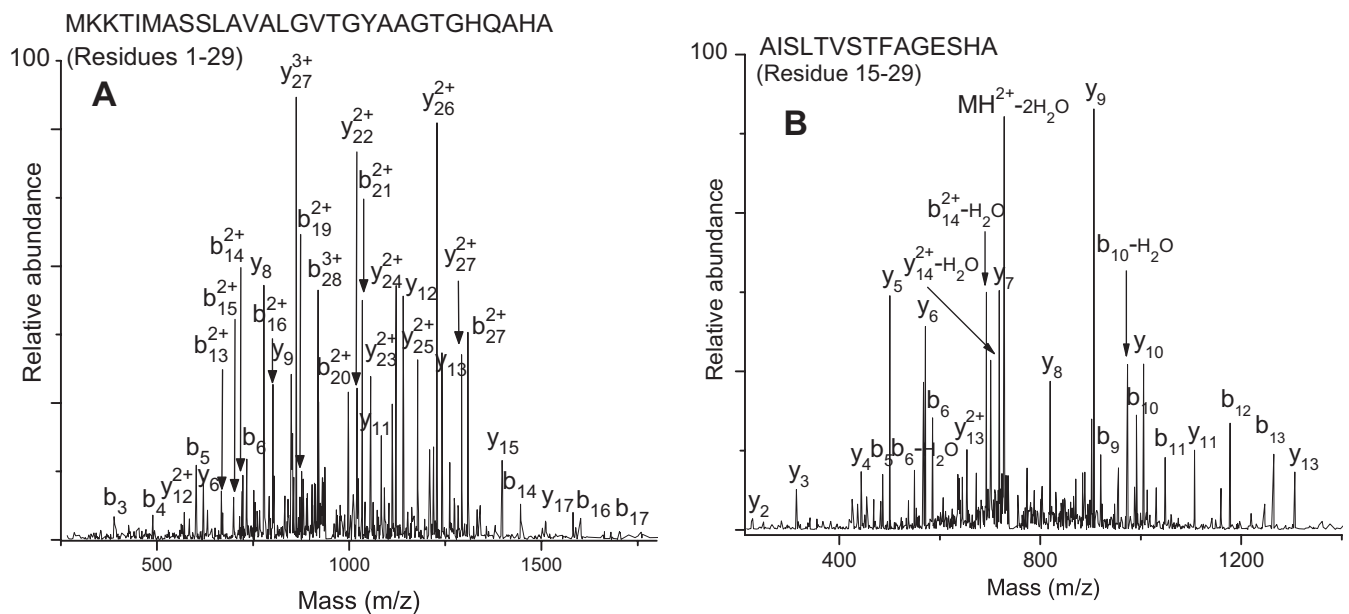 MKKTIMASSLAVALGVTGYAAGTGHQAHA
(Residues 1-29)
A
100
Relative abundance
y27 3+
y26 2+
y22 2+
b21 2+
b19 2+
b14 2+
y8
b28 3+
y24 2+
y12
y27 2+
b15 2+
b16 2+
b13 2+
y9
b20 2+
y23 2+
y25 2+
y13
b27 2+
y11
b5
b6
y6
y12 2+
b3
b4
y15
b14
y17
b16
b17
500
1000
1500
Mass (m/z)
AISLTVSTFAGESHA
(Residue 15-29)
B
100
Relative abundance
MH2+-2H2O
y9
b14 2+-H2O
y14 2+-H2O
y7
b10-H2O
y5
y6
y8
y10
b6
b10
y13 2+
b5
b6-H2O
y4
y3
y2
b9
b11
y11
b12
b13
y13
400
800
1200
Mass (m/z)